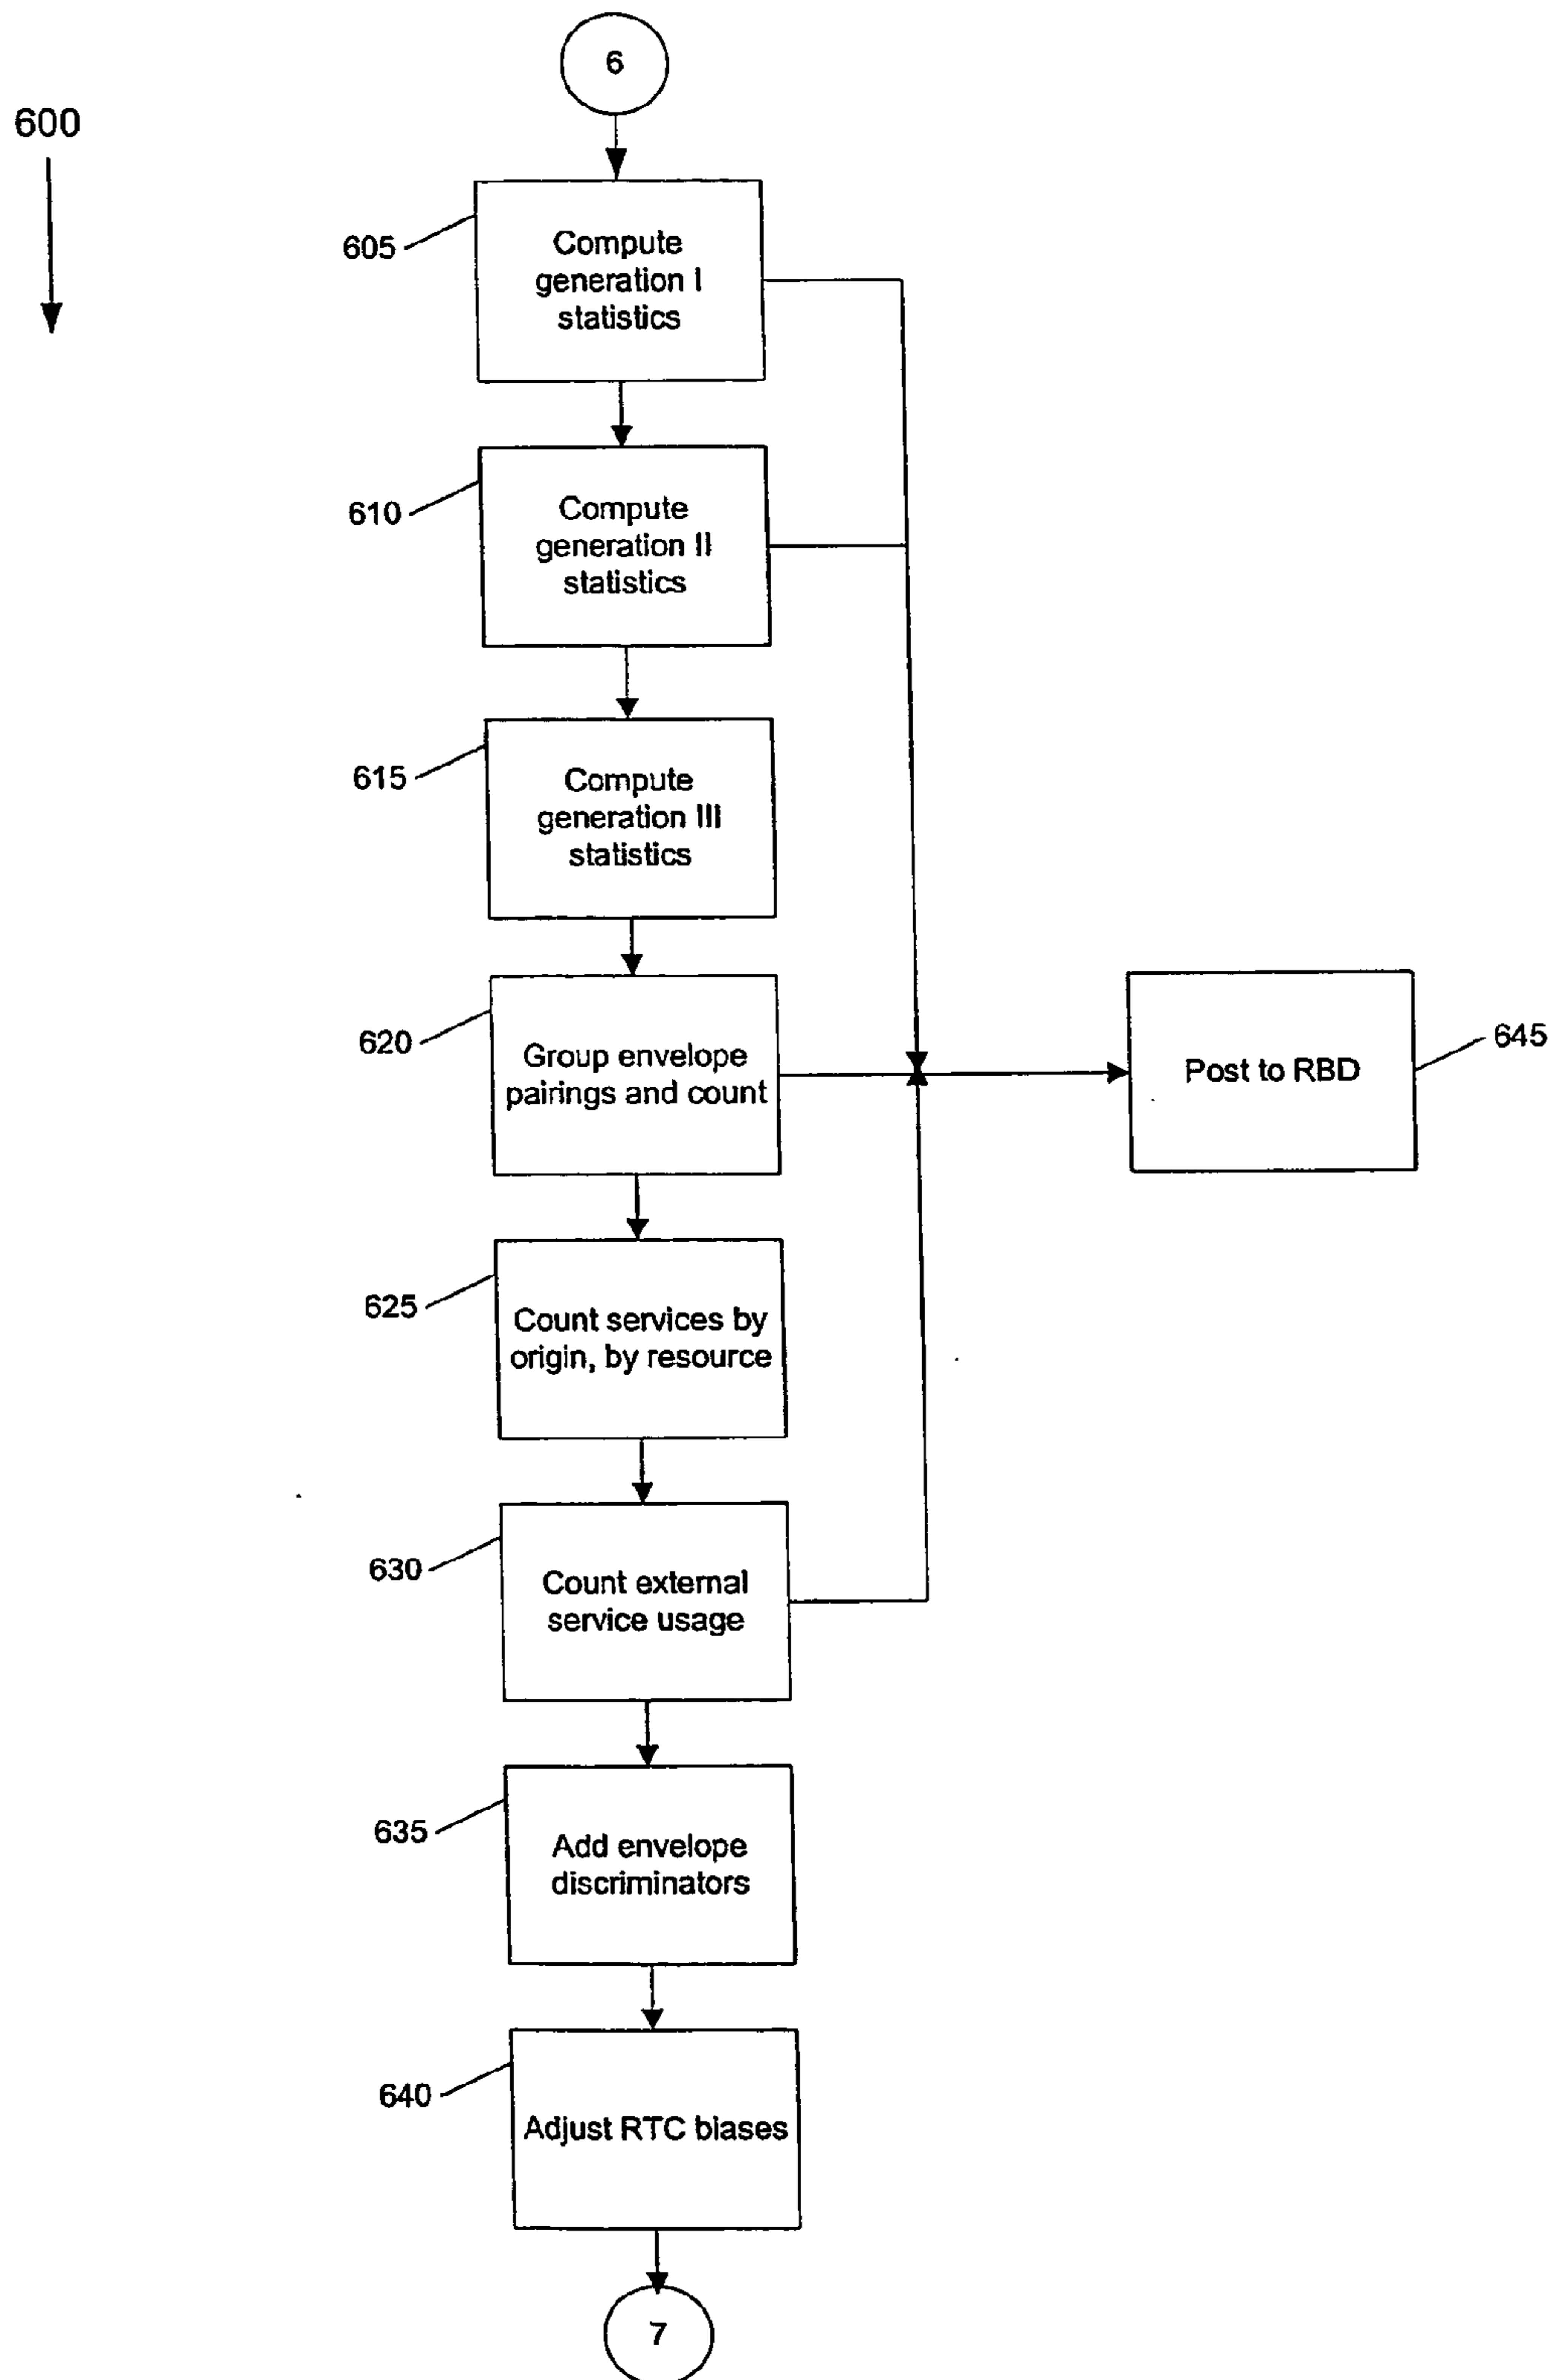 6
600
605
Compute
generation I
statistics
610
Compute
generation II
statistics
615
Compute
generation III
statistics
620
Group envelope
pairings and count
Post to RBD
645
625
Count services by
origin, by resource
630
Count external
service usage
635
Add envelope
discriminators
640
Adjust RTC biases
7